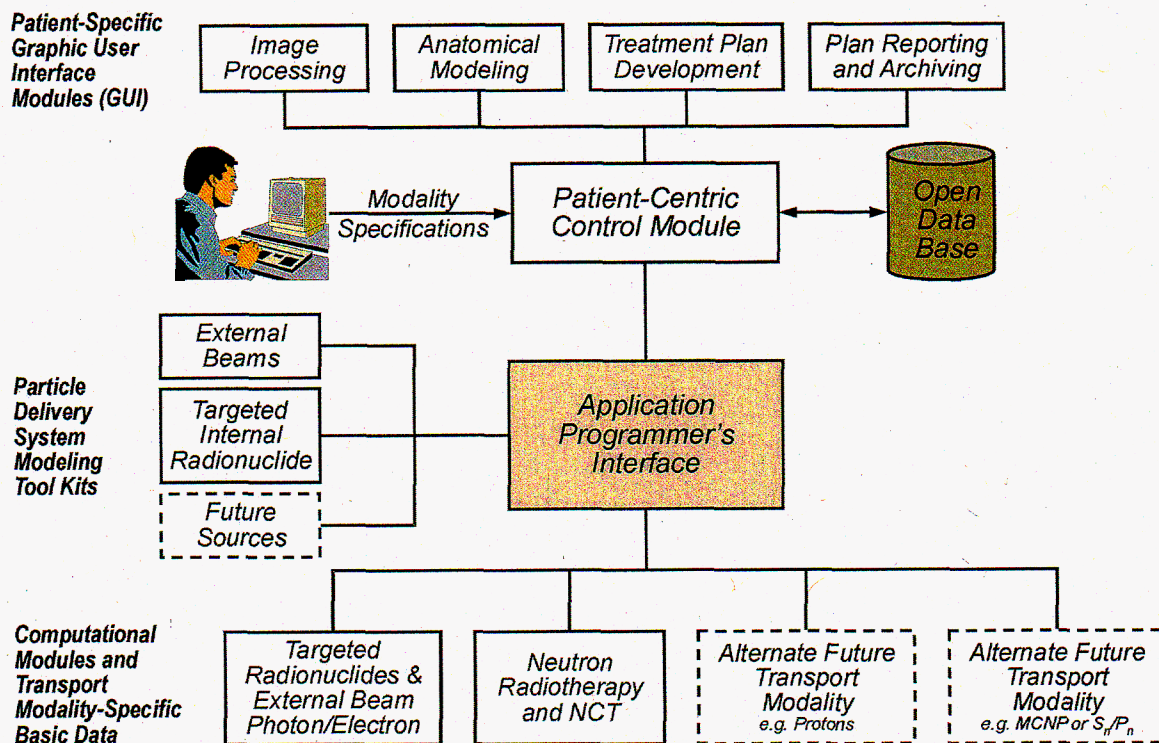 Patient-Specific
Graphic User
Interface
Modules (GUI)
Image
Processing
Anatomical
Modeling
Treatment Plan
Development
Plan Reporting
and Archiving
Modality
Specifications
Patient-Centric
Control Module
Open
Data
Base
External
Beams
Particle
Delivery
System
Modeling
Tool Kits
Targeted
Internal
Radionuclide
Future
Sources
Application
Programmer's
Interface
Computational
Modules and
Transport
Modality-Specific
Basic Data
Targeted
Radionuclides &
External Beam
Photon/Electron
Neutron
Radiotherapy
and NCT
Alternate Future
Transport
Modality
e.g. Protons
Alternate Future
Transport
Modality
e.g. MCNP or Sn/Pn